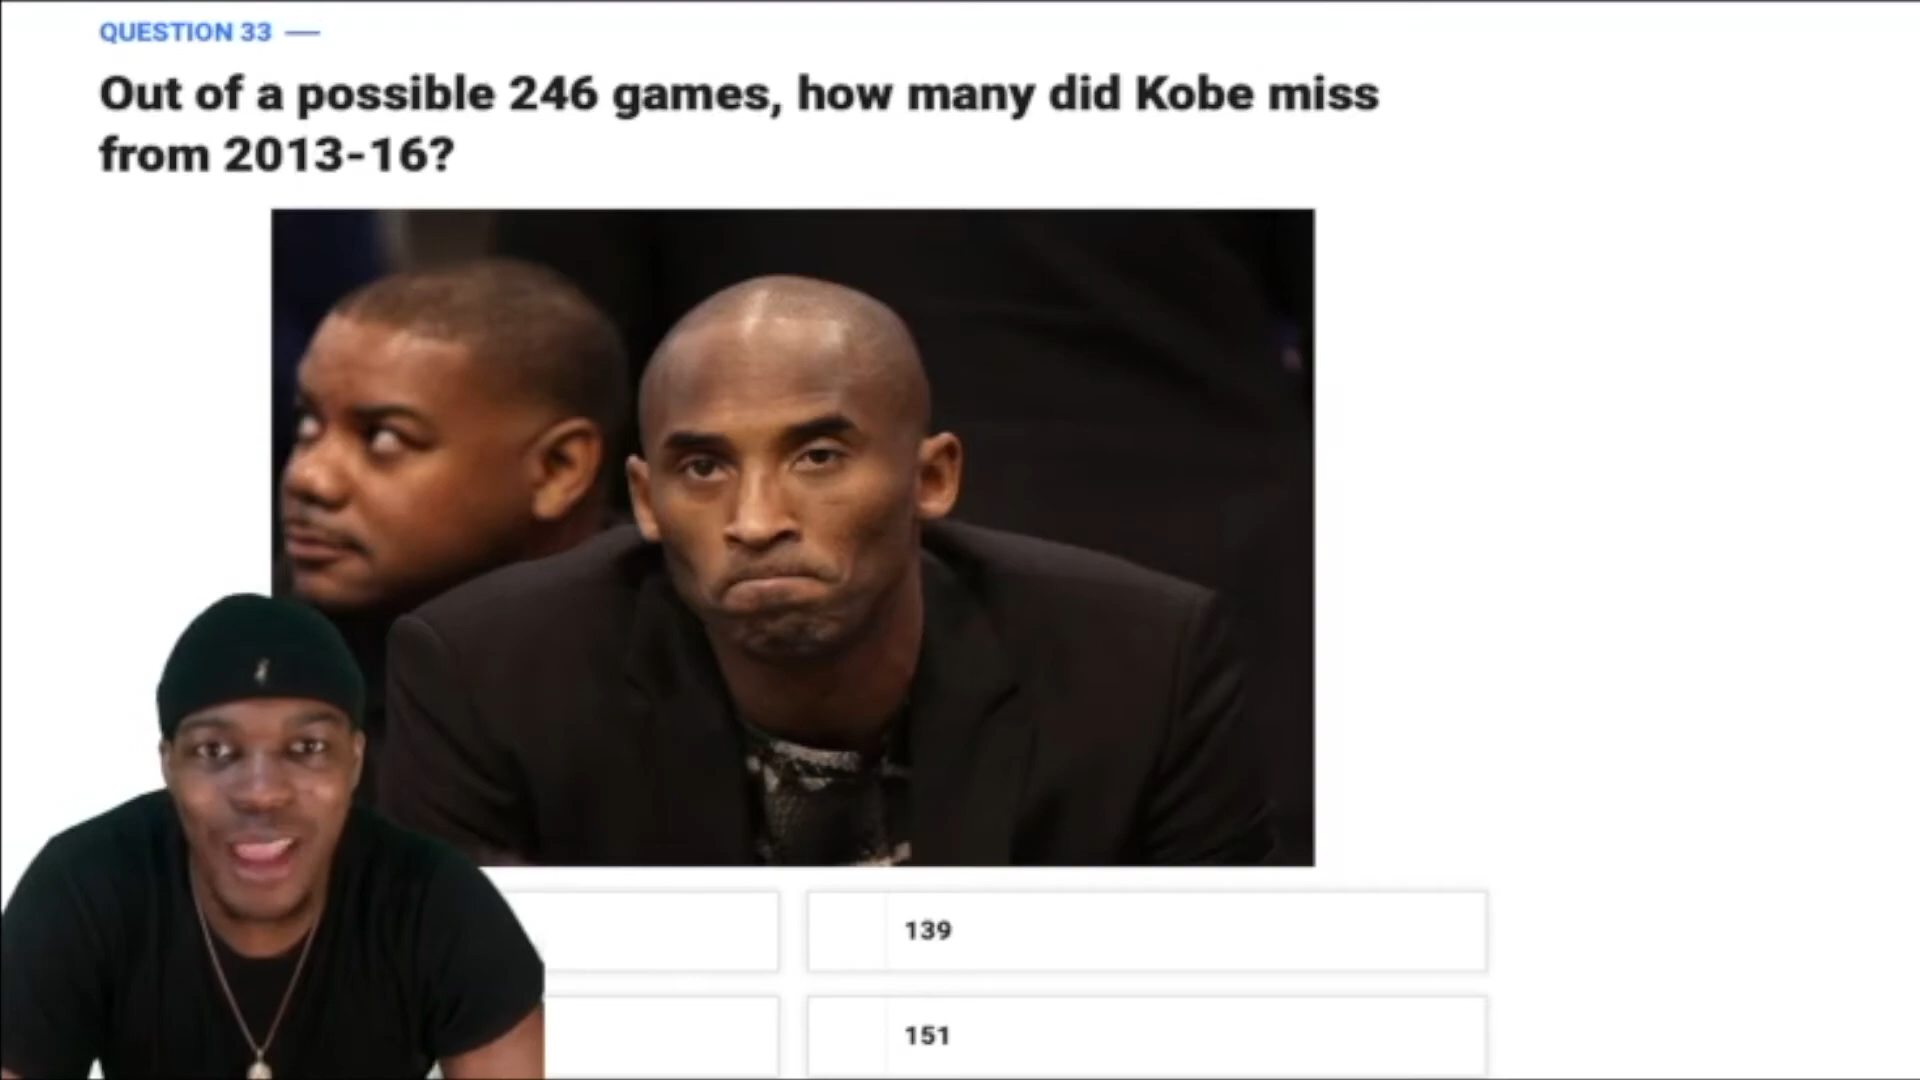 QUESTION 33
Out of a possible 246 games, how many did Kobe miss
from 2013-16?
139
151